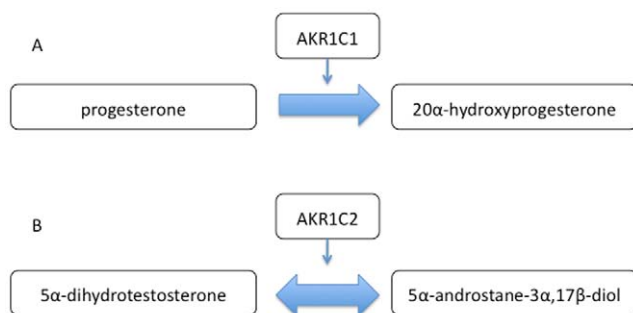 A
AKR1C1
progesterone
20α-hydroxyprogesterone
B
AKR1C2
5α-dihydrotestosterone
5α-androstane-3α,17β-diol